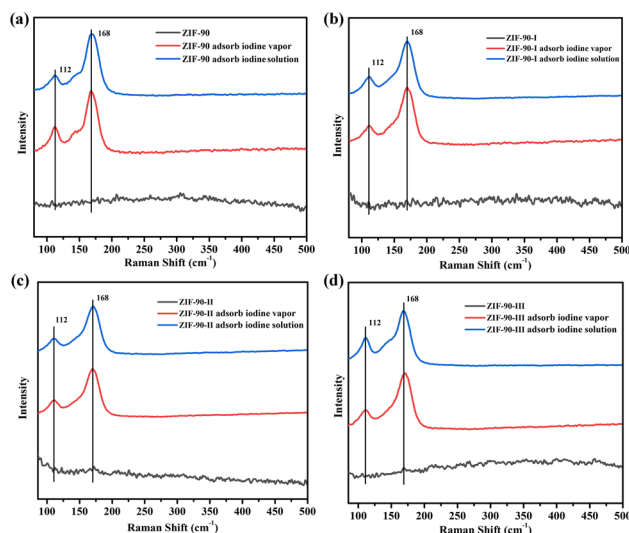 (a)
112
168
ZIF-90
ZIF-90 adsorb iodine vapor
ZIF-90 adsorb iodine solution
Intensity
100 150 200 250 300 350 400 450 500
Raman Shift (cm⁻¹)
(b)
112
168
ZIF-90-I
ZIF-90-I adsorb iodine vapor
ZIF-90-I adsorb iodine solution
Intensity
100 150 200 250 300 350 400 450 500
Raman Shift (cm⁻¹)
(c)
112
168
ZIF-90-II
ZIF-90-II adsorb iodine vapor
ZIF-90-II adsorb iodine solution
Intensity
100 150 200 250 300 350 400 450 500
Raman Shift (cm⁻¹)
(d)
112
168
ZIF-90-III
ZIF-90-III adsorb iodine vapor
ZIF-90-III adsorb iodine solution
Intensity
100 150 200 250 300 350 400 450 500
Raman Shift (cm⁻¹)